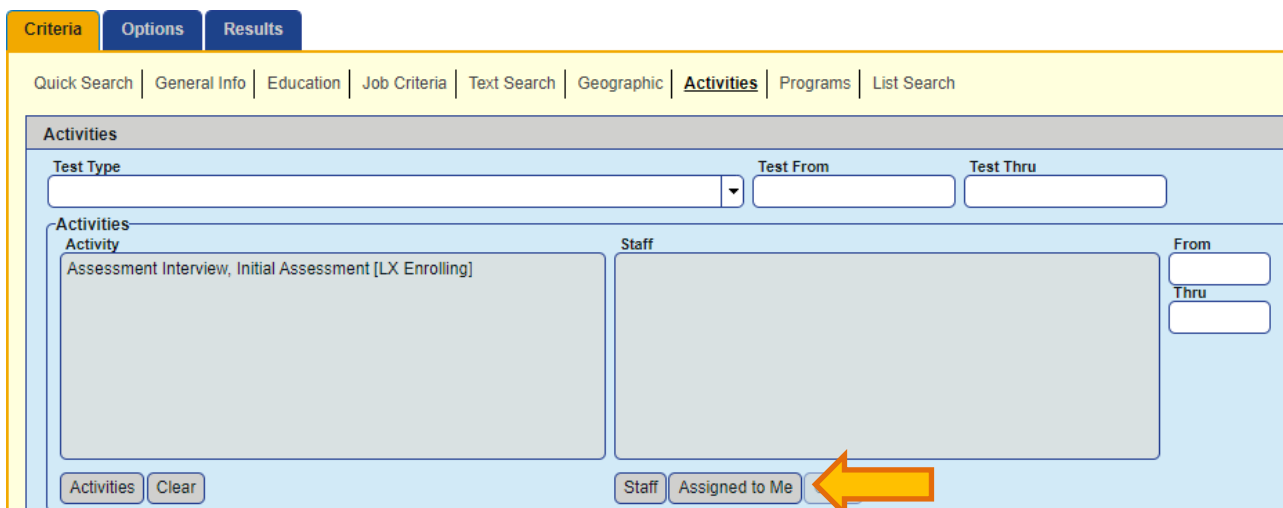 Criteria Options Results
Quick Search General Info Education Job Criteria Text Search Geographic Activities Programs List Search
Activities
Test Type Test From Test Thru
Activities
Activity Staff From
Assessment Interview, Initial Assessment [LX Enrolling]
Thru
Activities Clear Staff Assigned to Me